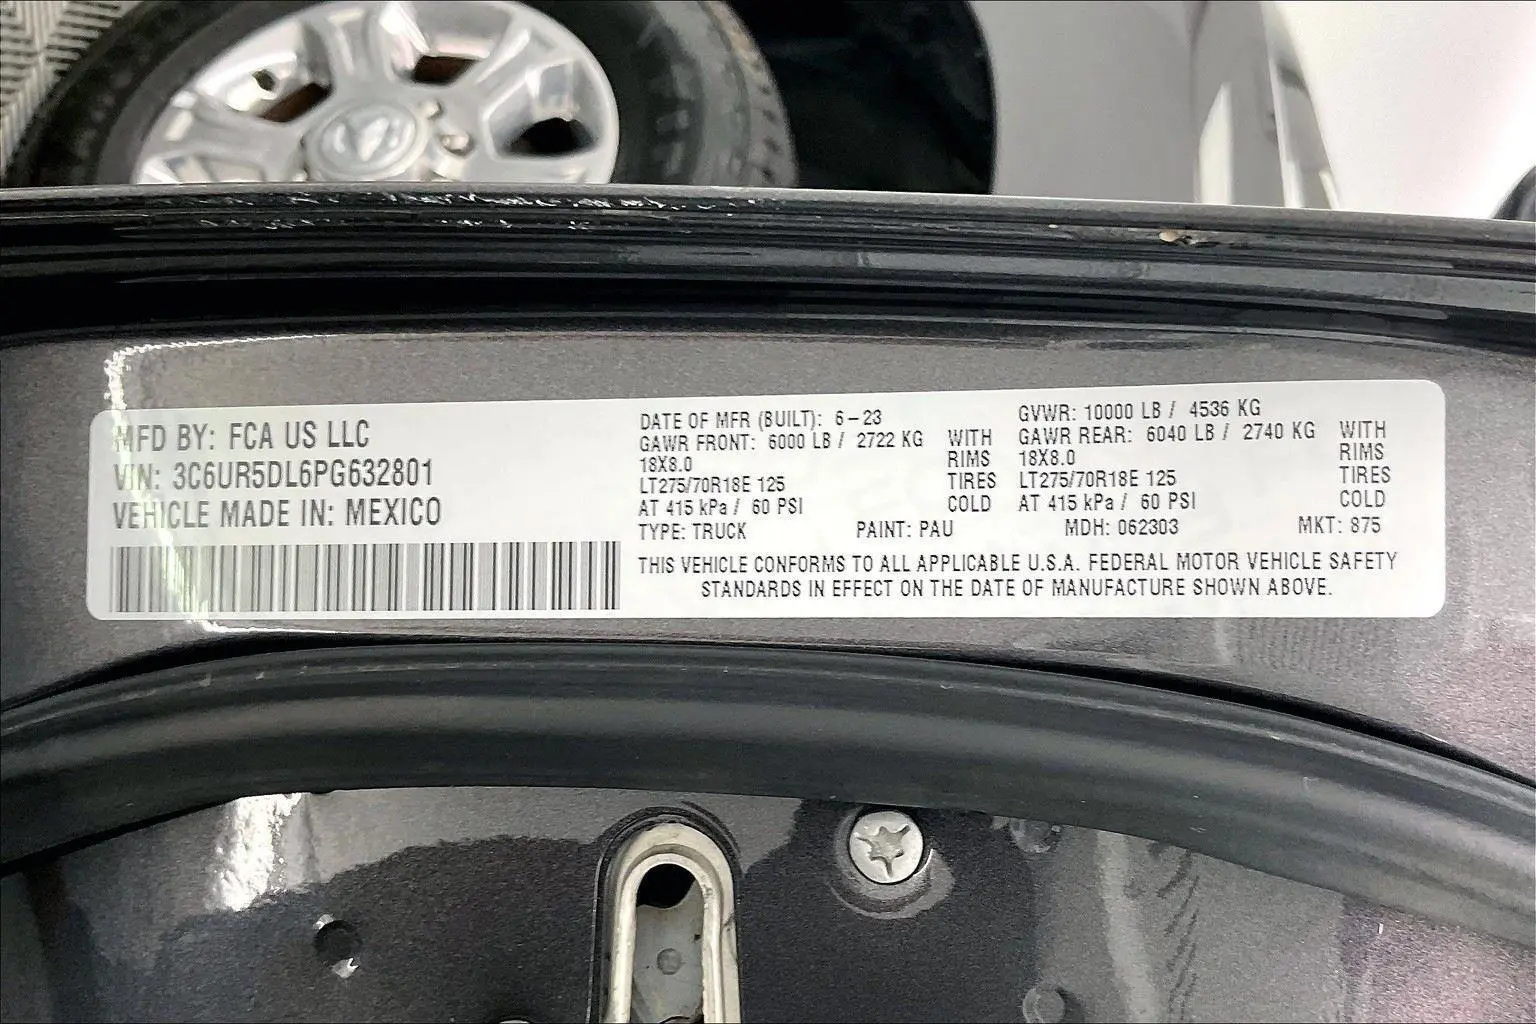 MFD BY: FCA US LLC
VIN: 3C6UR5DL6PG632801
VEHICLE MADE IN: MEXICO
DATE OF MFR (BUILT): 6-23
GAWR FRONT: 6000 LB / 2722 KG WITH
18X8.0 RIMS
LT275/70R18E 125 TIRES
AT 415 kPa / 60 PSI COLD
GVWR: 10000 LB / 4536 KG
GAWR REAR: 6040 LB / 2740 KG WITH
18X8.0 RIMS
LT275/70R18E 125 TIRES
AT 415 kPa / 60 PSI COLD
TYPE: TRUCK PAINT: PAU MDH: 062303 MKT: 875
THIS VEHICLE CONFORMS TO ALL APPLICABLE U.S.A. FEDERAL MOTOR VEHICLE SAFETY
STANDARDS IN EFFECT ON THE DATE OF MANUFACTURE SHOWN ABOVE.